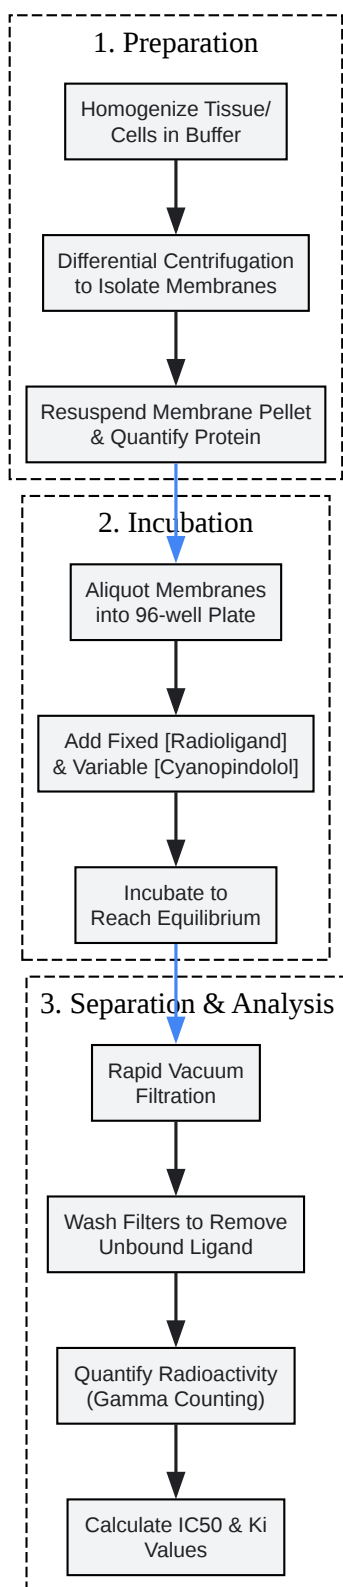 1. Preparation
Homogenize Tissue/
Cells in Buffer
Differential Centrifugation
to Isolate Membranes
Resuspend Membrane Pellet
& Quantify Protein
2. Incubation
Aliquot Membranes
into 96-well Plate
Add Fixed [Radioligand]
& Variable [Cyanopindolol]
Incubate to
Reach Equilibrium
3. Separation & Analysis
Rapid Vacuum
Filtration
Wash Filters to Remove
Unbound Ligand
Quantify Radioactivity
(Gamma Counting)
Calculate IC50 & Ki
Values